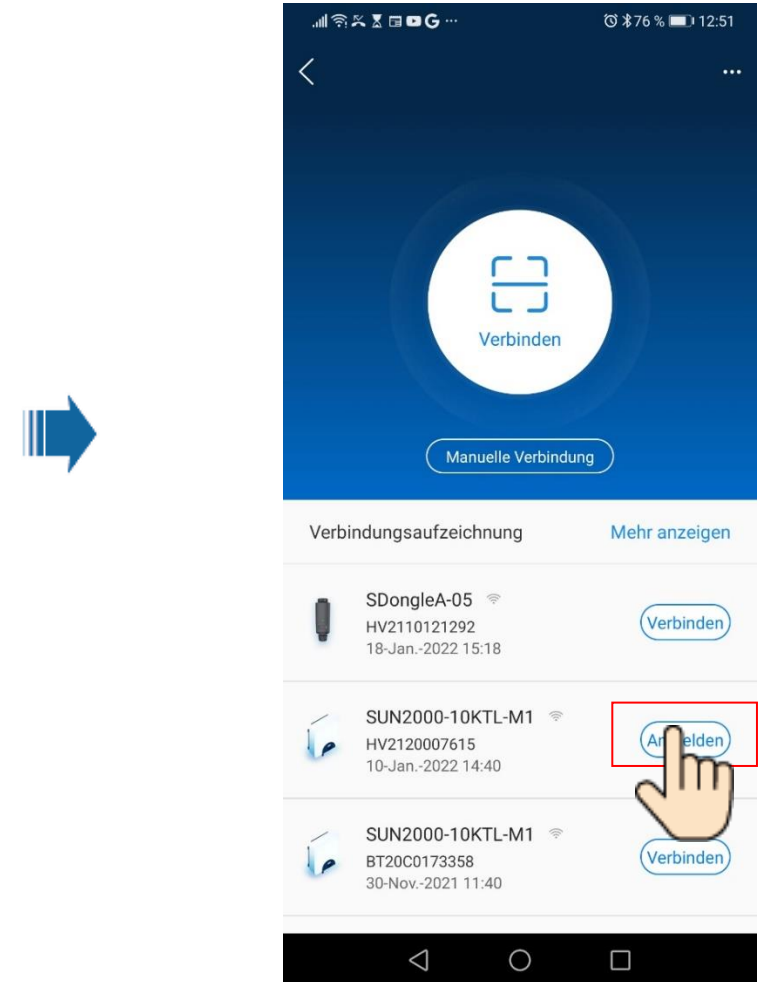 76 % 12:51
Verbinden
Manuelle Verbindung
Verbindungsaufzeichnung Mehr anzeigen
SDongleA-05
HV2110121292
18-Jan.-2022 15:18
Verbinden
SUN2000-10KTL-M1
HV2120007615
10-Jan.-2022 14:40
SUN2000-10KTL-M1
BT20C0173358
30-Nov.-2021 11:40
Verbinden